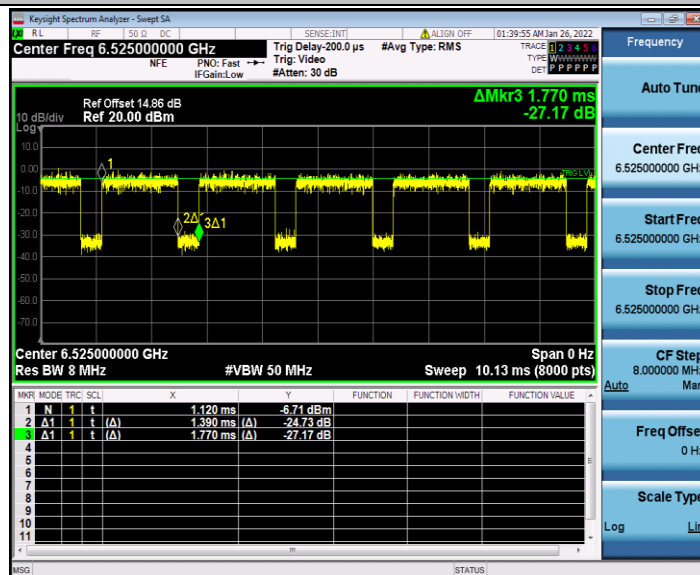 Keysight Spectrum Analyzer - Swept SA
RL RF 50 Ω DC SENSE:INT ALIGN OFF 01:39:55 AM Jan 26, 2022
Center Freq 6.525000000 GHz
NFE
PNO: Fast
IFGain:Low
Trig Delay-200.0 µs
Trig: Video
#Atten: 30 dB
#Avg Type: RMS
TRACE 1 2 3 4 5 6
TYPE WWWWWW
DET P P P P P P
Ref Offset 14.86 dB
Ref 20.00 dBm
10 dB/div
Log
ΔMkr3 1.770 ms
-27.17 dB
10.0
0.00
-10.0
-20.0
-30.0
-40.0
-50.0
-60.0
-70.0
1
TRIG LVL
2Δ1
3Δ1
Center 6.525000000 GHz
Span 0 Hz
Res BW 8 MHz
#VBW 50 MHz
Sweep 10.13 ms (8000 pts)
MKR MODE TRC SCL X Y FUNCTION FUNCTION WIDTH FUNCTION VALUE
1 N 1 t 1.120 ms -6.71 dBm
2 Δ1 1 t (Δ) 1.390 ms (Δ) -24.73 dB
3 Δ1 1 t (Δ) 1.770 ms (Δ) -27.17 dB
4
5
6
7
8
9
10
11
MSG
STATUS
Frequency
Auto Tune
Center Freq
6.525000000 GHz
Start Freq
6.525000000 GHz
Stop Freq
6.525000000 GHz
CF Step
8.000000 MHz
Auto Man
Freq Offset
0 Hz
Scale Type
Log Lin